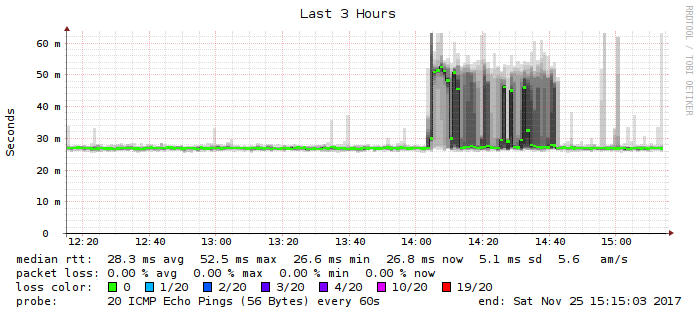 Last 3 Hours
RRDTOOL / TOBI OETIKER
Seconds
60 m
50 m
40 m
30 m
20 m
10 m
0
12:20 12:40 13:00 13:20 13:40 14:00 14:20 14:40 15:00
median rtt: 28.3 ms avg 52.5 ms max 26.6 ms min 26.8 ms now 5.1 ms sd 5.6 am/s
packet loss: 0.00 % avg 0.00 % max 0.00 % min 0.00 % now
loss color: 0 1/20 2/20 3/20 4/20 10/20 19/20
probe: 20 ICMP Echo Pings (56 Bytes) every 60s end: Sat Nov 25 15:15:03 2017